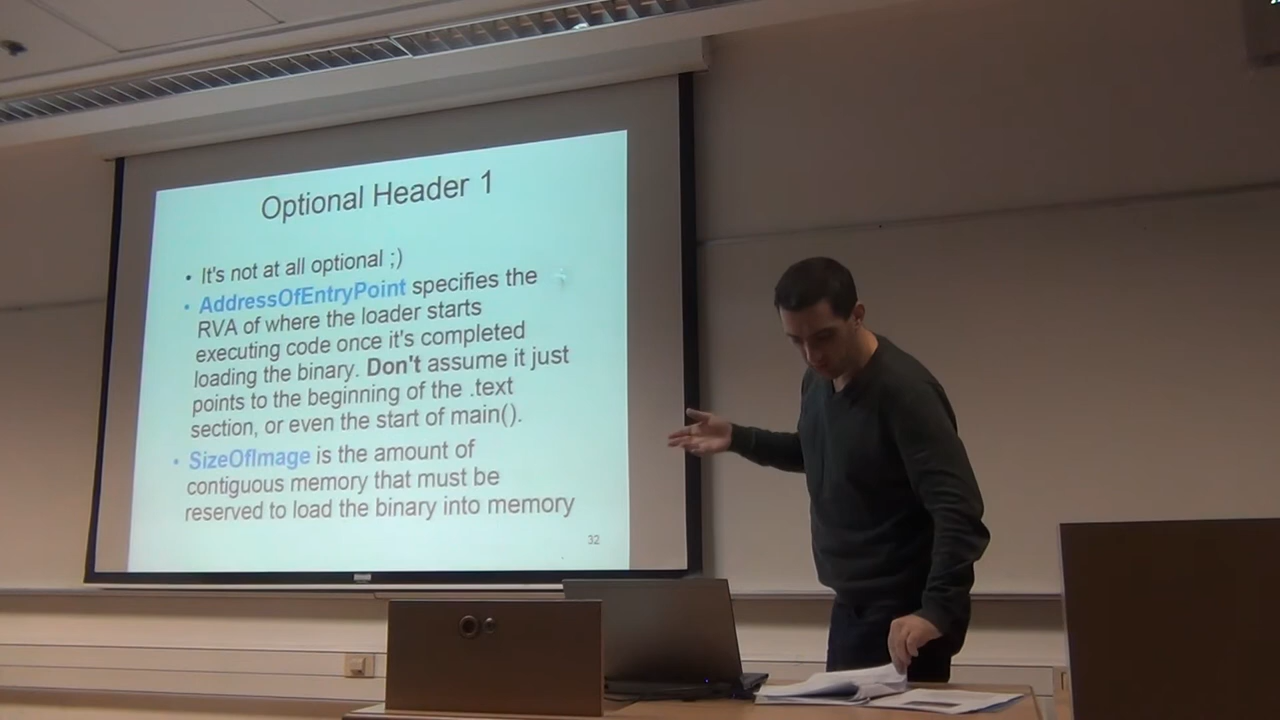 Optional Header 1
• It's not at all optional ;)
• AddressOfEntryPoint specifies the
RVA of where the loader starts
executing code once it's completed
loading the binary. Don't assume it just
points to the beginning of the .text
section, or even the start of main().
• SizeOfImage is the amount of
contiguous memory that must be
reserved to load the binary into memory
32